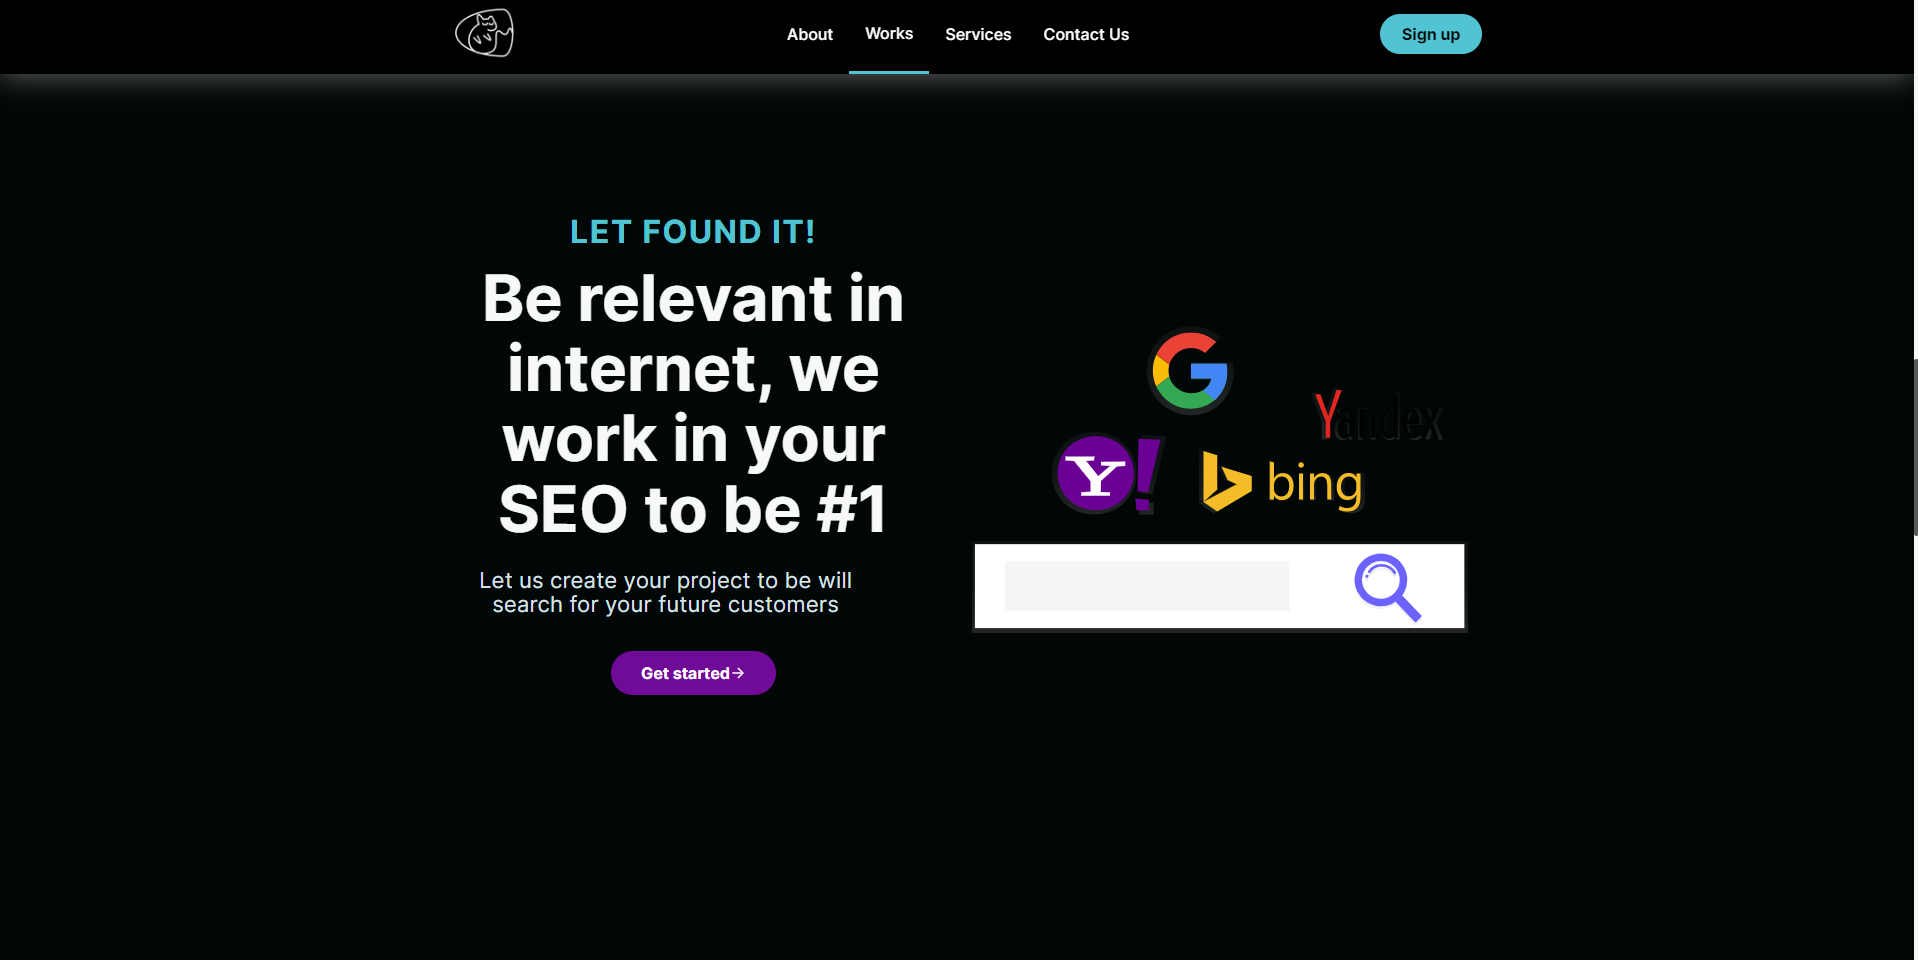 About
Works
Services
Contact Us
Sign up
LET FOUND IT!
Be relevant in
internet, we
work in your
SEO to be #1
Let us create your project to be will
search for your future customers
Get started→
G
Yandex
Y!
bing